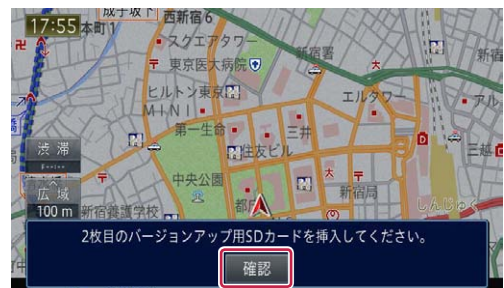 17:55
成子坂下
本町1
西新宿6
スクエアタワー
新宿署
東京医大病院
ヒルトン東京
MINI
エルタワー
第一生命
三井
住友ビル
三越
渋滞
中央公園
広域
新宿局
しんじゅく
100m
新宿養護学校
都庁
2枚目のバージョンアップ用SDカードを挿入してください。
確認